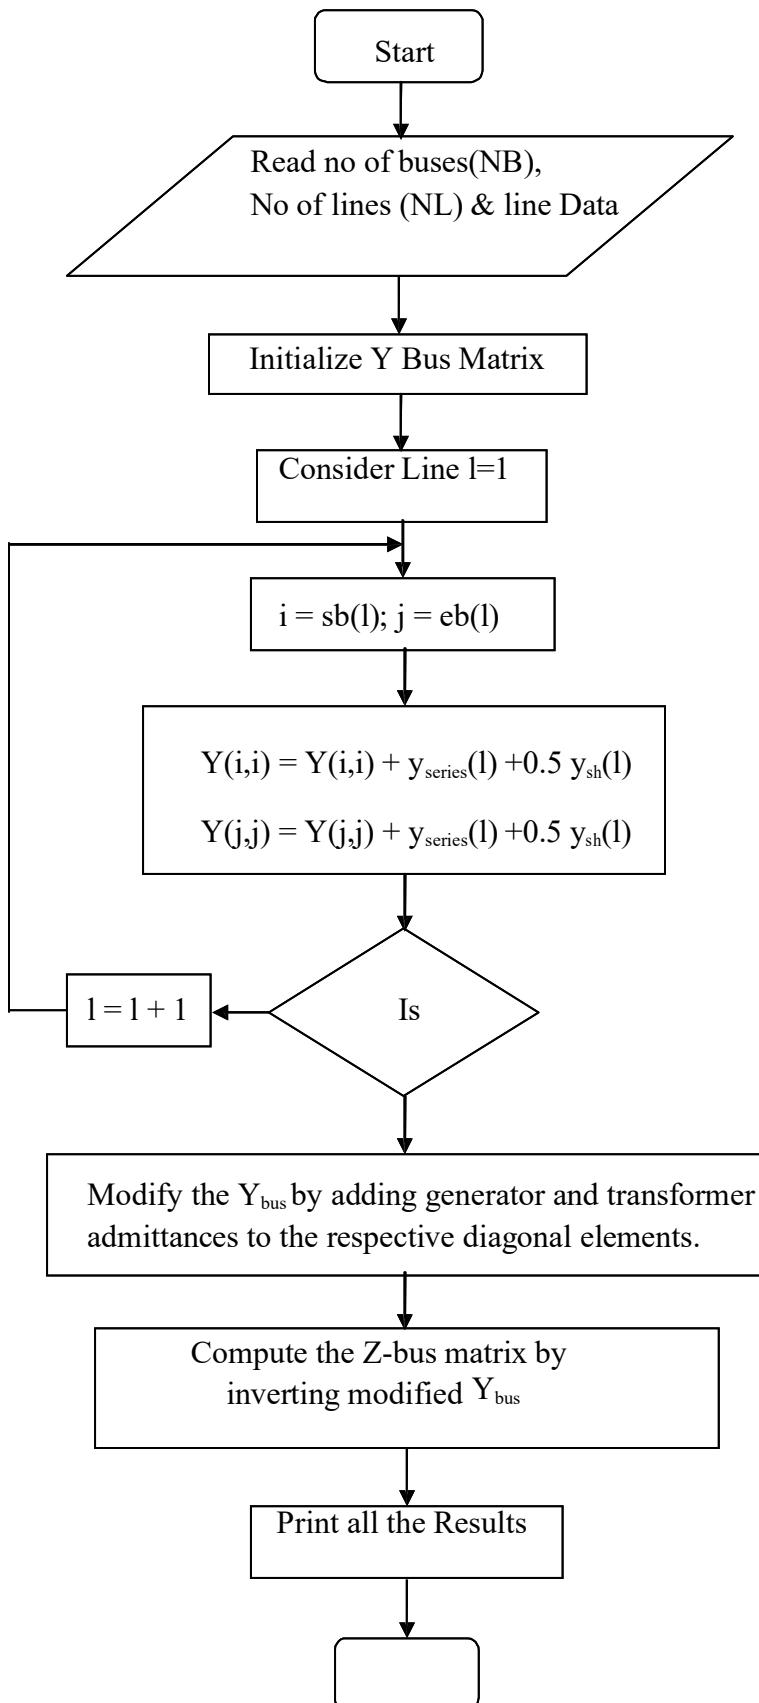 Start
Read no of buses(NB),
No of lines (NL) & line Data
Initialize Y Bus Matrix
Consider Line l=1
i = sb(l); j = eb(l)
Y(i,i) = Y(i,i) + yseries(l) +0.5 ysh(l)
Y(j,j) = Y(j,j) + yseries(l) +0.5 ysh(l)
l = l + 1
Is
Modify the Ybus by adding generator and transformer
admittances to the respective diagonal elements.
Compute the Z-bus matrix by
inverting modified Ybus
Print all the Results